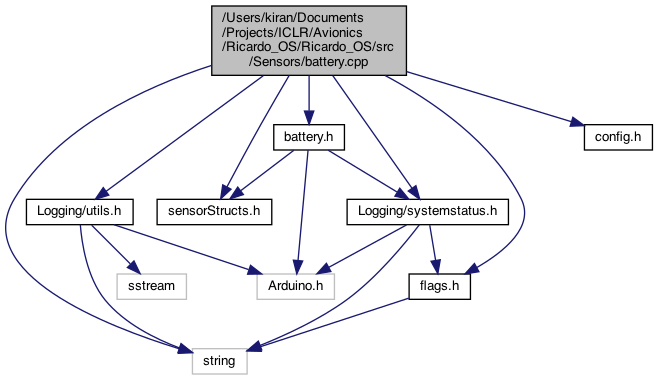 /Users/kiran/Documents
/Projects/ICLR/Avionics
/Ricardo_OS/Ricardo_OS/src
/Sensors/battery.cpp
battery.h
config.h
Logging/utils.h
sensorStructs.h
Logging/systemstatus.h
sstream
Arduino.h
flags.h
string